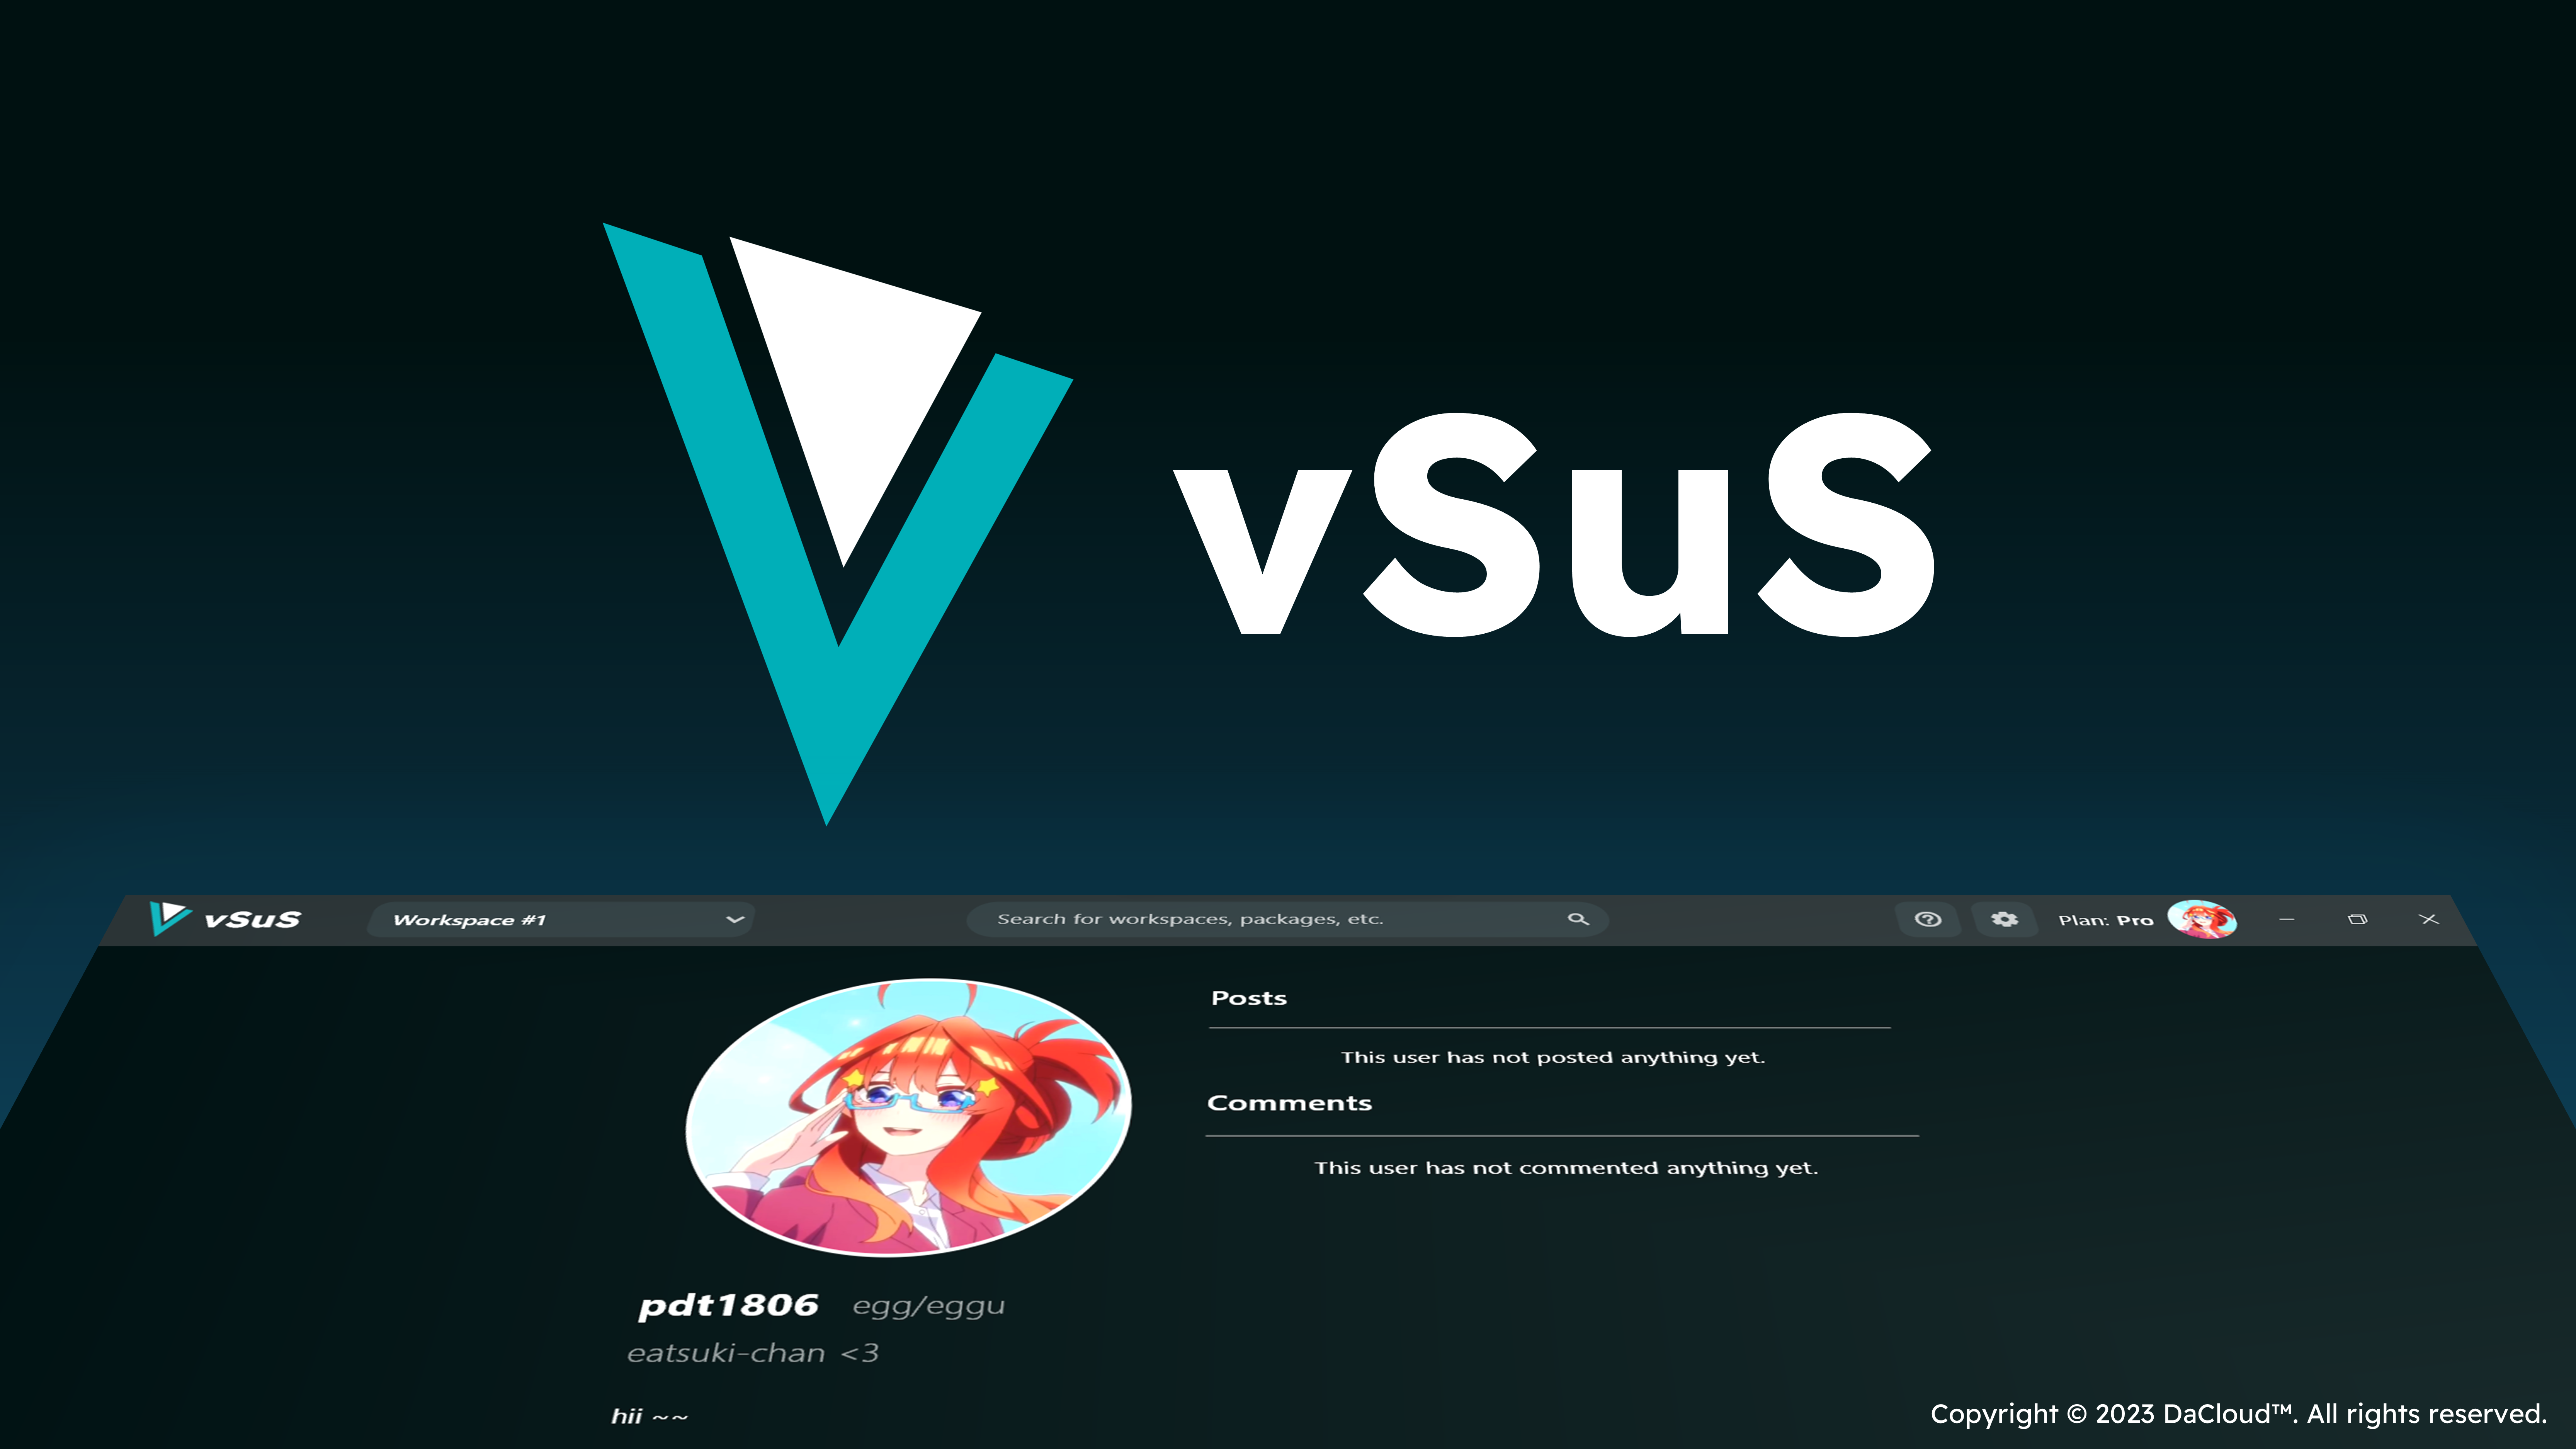 vSuS
vSuS Workspace #1 Search for workspaces, packages, etc. Plan: Pro
Posts
This user has not posted anything yet.
Comments
This user has not commented anything yet.
pdt1806 egg/eggu
eatsuki-chan <3
hii ~~
Copyright © 2023 DaCloud™. All rights reserved.